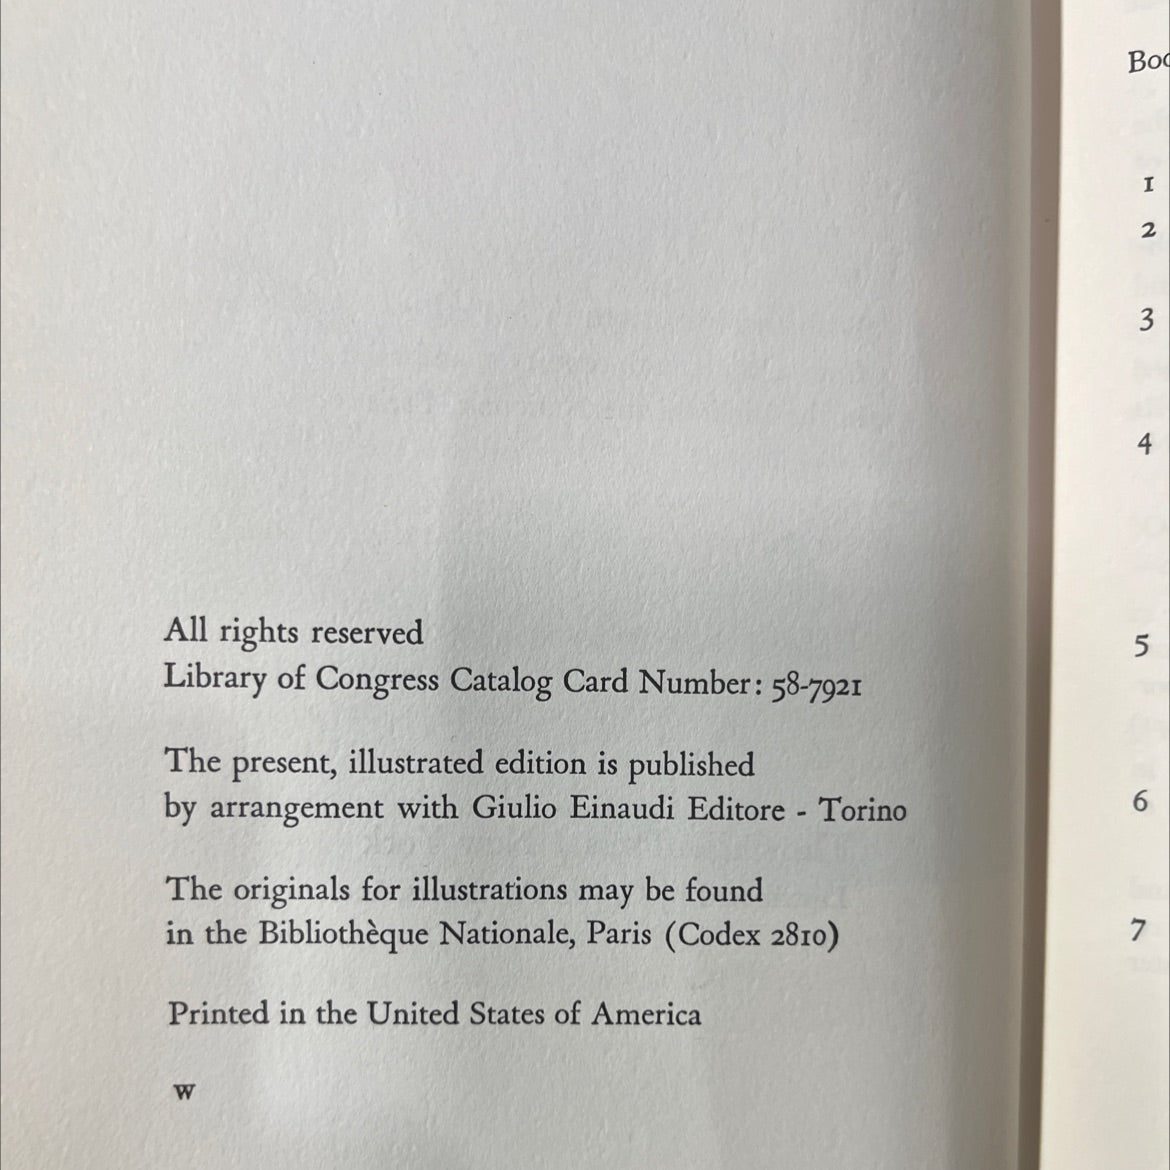 All rights reserved
Library of Congress Catalog Card Number: 58-7921
The present, illustrated edition is published
by arrangement with Giulio Einaudi Editore - Torino
The originals for illustrations may be found
in the Bibliothèque Nationale, Paris (Codex 2810)
Printed in the United States of America
W
1
2
3
4
5
6
7